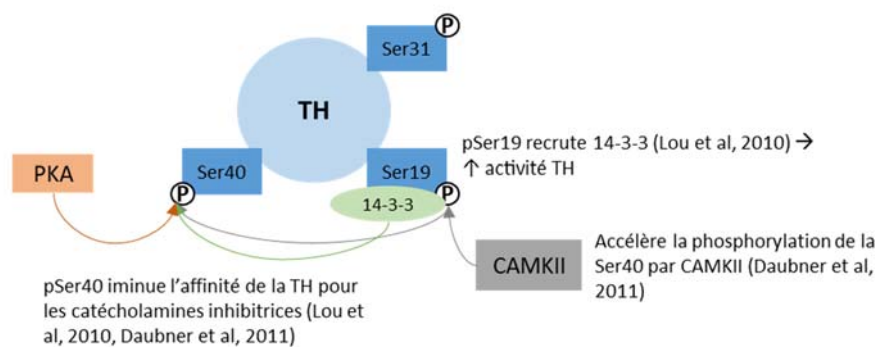 P
Ser31
TH
pSer19 recrute 14-3-3 (Lou et al, 2010) →
↑ activité TH
Ser40
Ser19
PKA
P
P
14-3-3
CAMKII
Accélère la phosphorylation de la
Ser40 par CAMKII (Daubner et al,
2011)
pSer40 iminue l’affinité de la TH pour
les catécholamines inhibitrices (Lou
et al, 2010, Daubner et al, 2011)